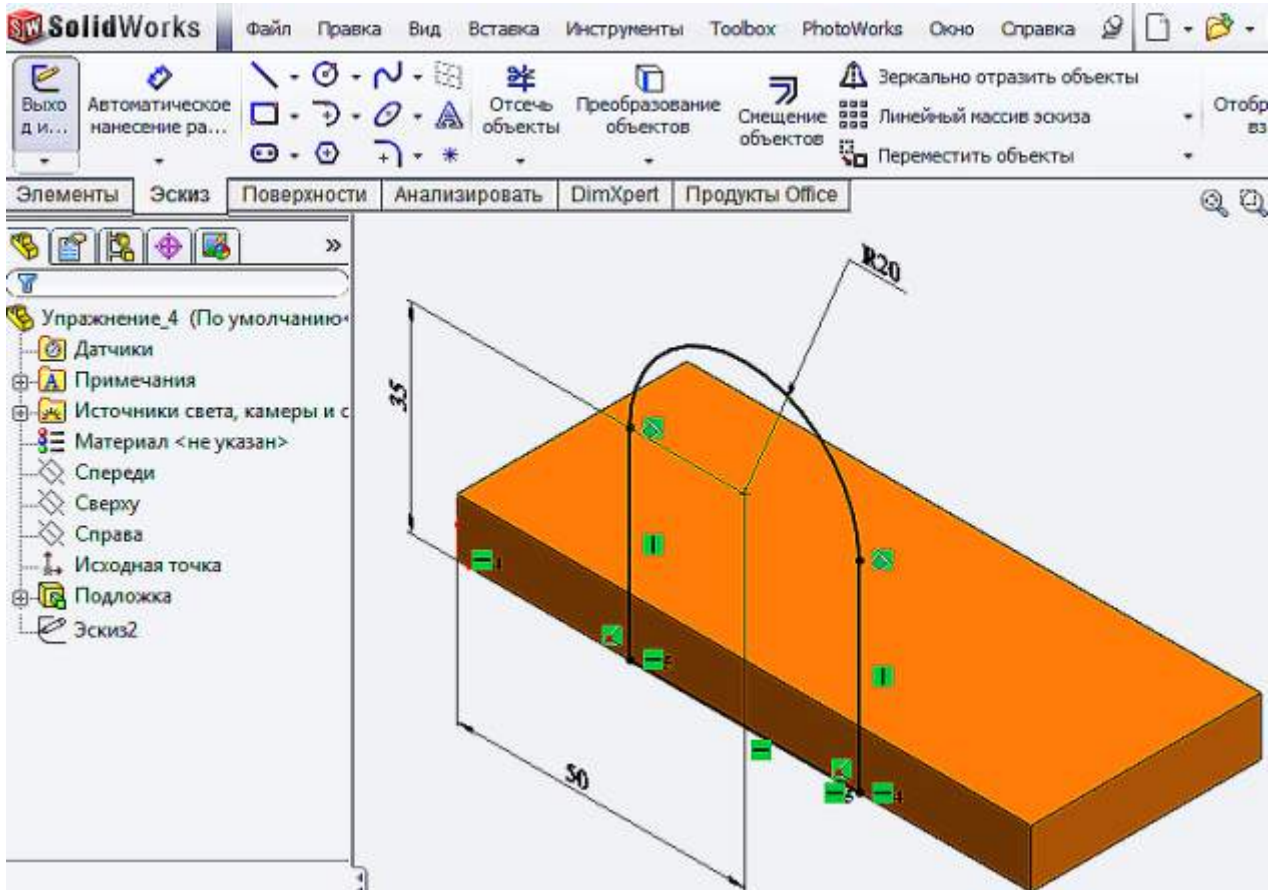 SolidWorks Файл Правка Вид Вставка Инструменты Toolbox PhotoWorks Окно Справка
Выхо
д и...
Автоматическое
нанесение ра...
Отсечь
объекты
Преобразование
объектов
Смещение
объектов
Зеркально отразить объекты
Линейный массив эскиза
Переместить объекты
Отобр
вз
Элементы Эскиз Поверхности Анализировать DimXpert Продукты Office
Упражнение_4 (По умолчанию
Датчики
Примечания
Источники света, камеры и с
Материал <не указан>
Спереди
Сверху
Справа
Исходная точка
Подложка
Эскиз2
R20
35
50